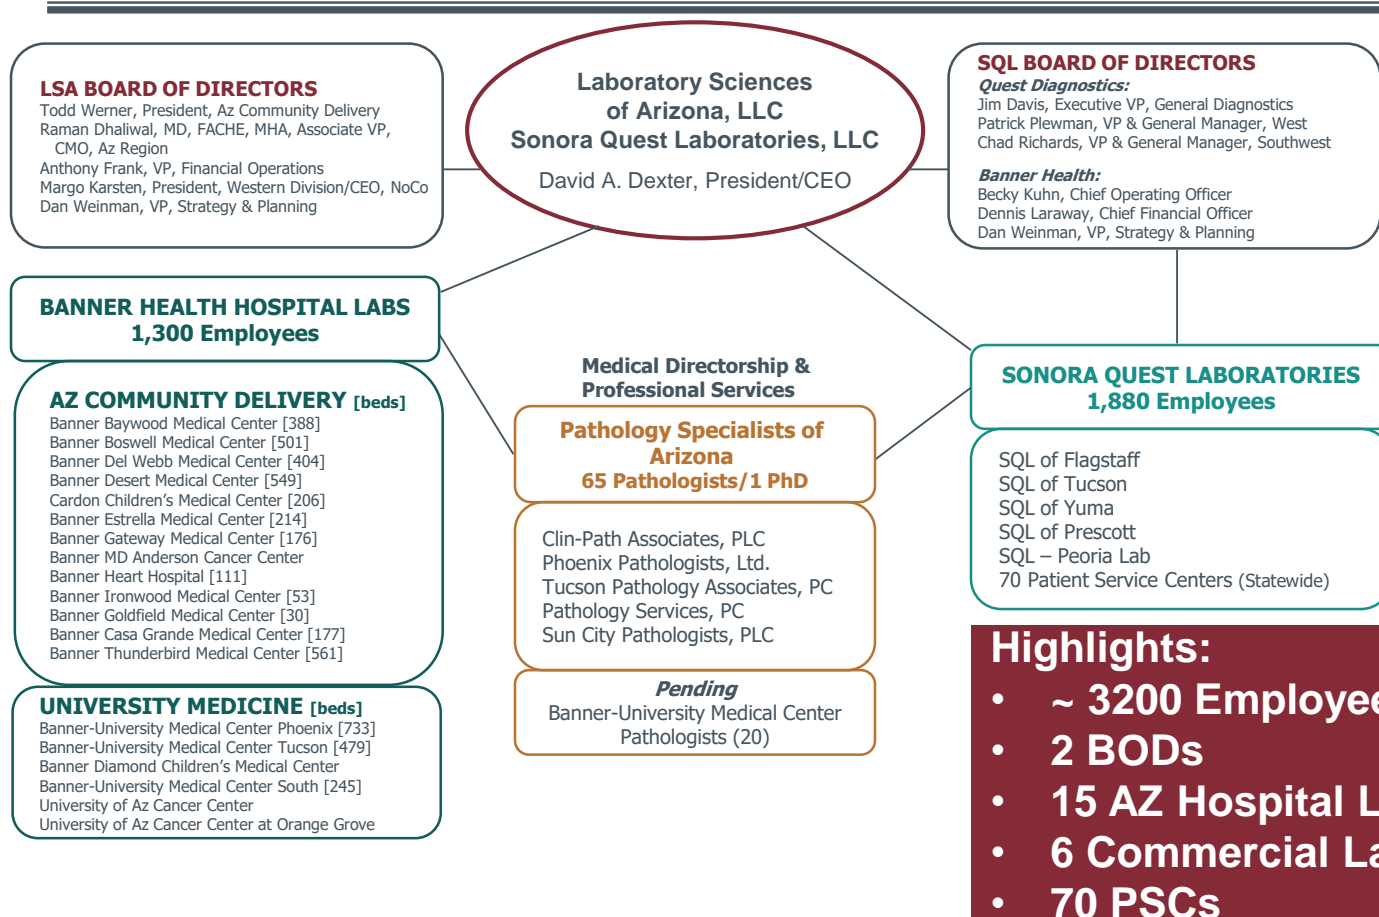 LSA BOARD OF DIRECTORS
Todd Werner, President, Az Community Delivery
Raman Dhaliwal, MD, FACHE, MHA, Associate VP,
CMO, Az Region
Anthony Frank, VP, Financial Operations
Margo Karsten, President, Western Division/CEO, NoCo
Dan Weinman, VP, Strategy & Planning
Laboratory Sciences
of Arizona, LLC
Sonora Quest Laboratories, LLC
David A. Dexter, President/CEO
SQL BOARD OF DIRECTORS
Quest Diagnostics:
Jim Davis, Executive VP, General Diagnostics
Patrick Plewman, VP & General Manager, West
Chad Richards, VP & General Manager, Southwest
Banner Health:
Becky Kuhn, Chief Operating Officer
Dennis Laraway, Chief Financial Officer
Dan Weinman, VP, Strategy & Planning
BANNER HEALTH HOSPITAL LABS
1,300 Employees
AZ COMMUNITY DELIVERY [beds]
Banner Baywood Medical Center [388]
Banner Boswell Medical Center [501]
Banner Del Webb Medical Center [404]
Banner Desert Medical Center [549]
Cardon Children's Medical Center [206]
Banner Estrella Medical Center [214]
Banner Gateway Medical Center [176]
Banner MD Anderson Cancer Center
Banner Heart Hospital [111]
Banner Ironwood Medical Center [53]
Banner Goldfield Medical Center [30]
Banner Casa Grande Medical Center [177]
Banner Thunderbird Medical Center [561]
UNIVERSITY MEDICINE [beds]
Banner-University Medical Center Phoenix [733]
Banner-University Medical Center Tucson [479]
Banner Diamond Children's Medical Center
Banner-University Medical Center South [245]
University of Az Cancer Center
University of Az Cancer Center at Orange Grove
Medical Directorship &
Professional Services
Pathology Specialists of
Arizona
65 Pathologists/1 PhD
Clin-Path Associates, PLC
Phoenix Pathologists, Ltd.
Tucson Pathology Associates, PC
Pathology Services, PC
Sun City Pathologists, PLC
Pending
Banner-University Medical Center
Pathologists (20)
SONORA QUEST LABORATORIES
1,880 Employees
SQL of Flagstaff
SQL of Tucson
SQL of Yuma
SQL of Prescott
SQL – Peoria Lab
70 Patient Service Centers (Statewide)
Highlights:
• ~ 3200
• 2 BODs
• 15 AZ Hospital
• 6 Commercial
• 70 PSCs